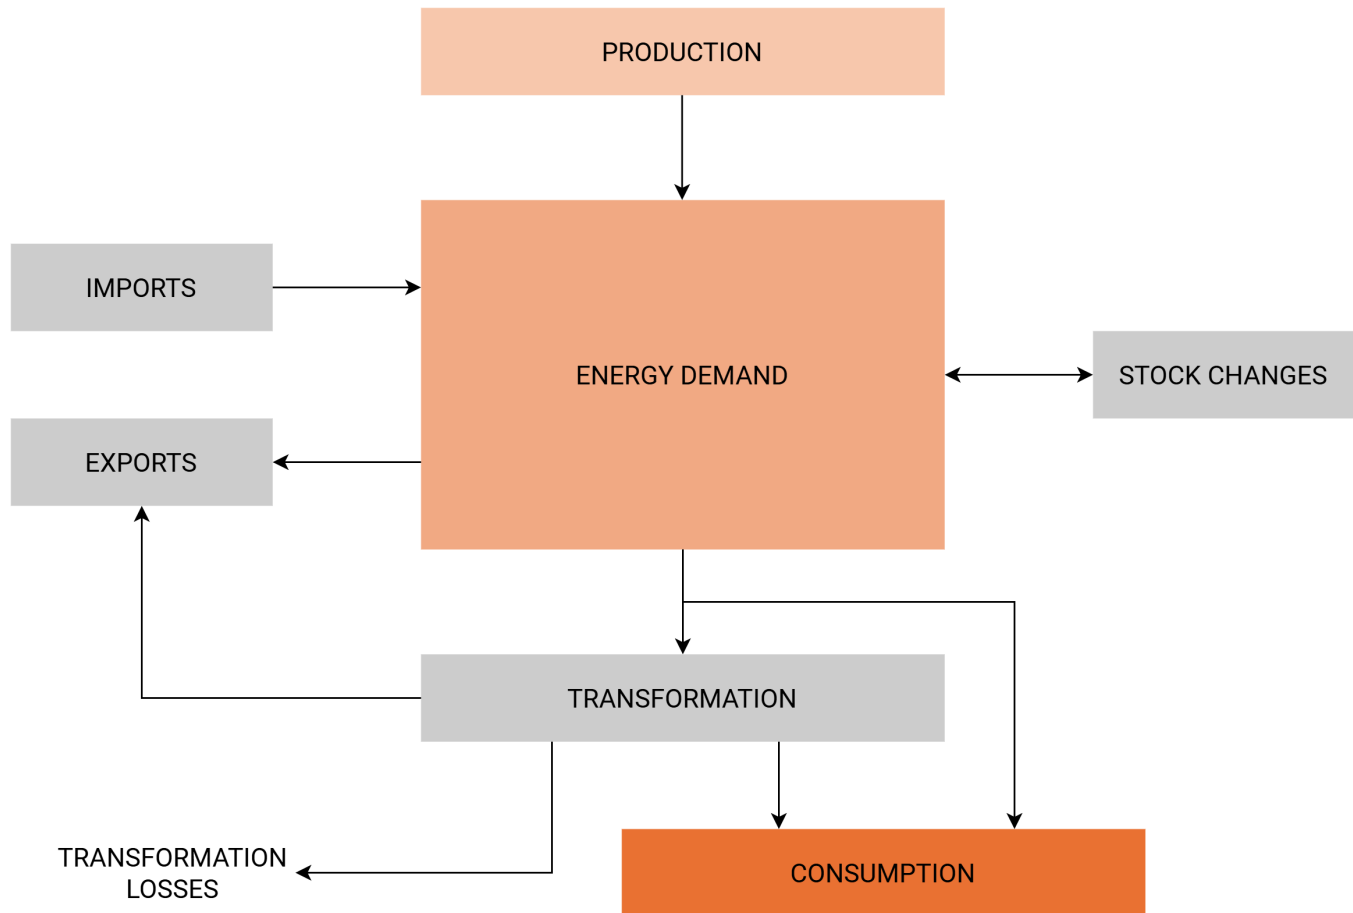 PRODUCTION
IMPORTS
ENERGY DEMAND
STOCK CHANGES
EXPORTS
TRANSFORMATION
TRANSFORMATION
LOSSES
CONSUMPTION